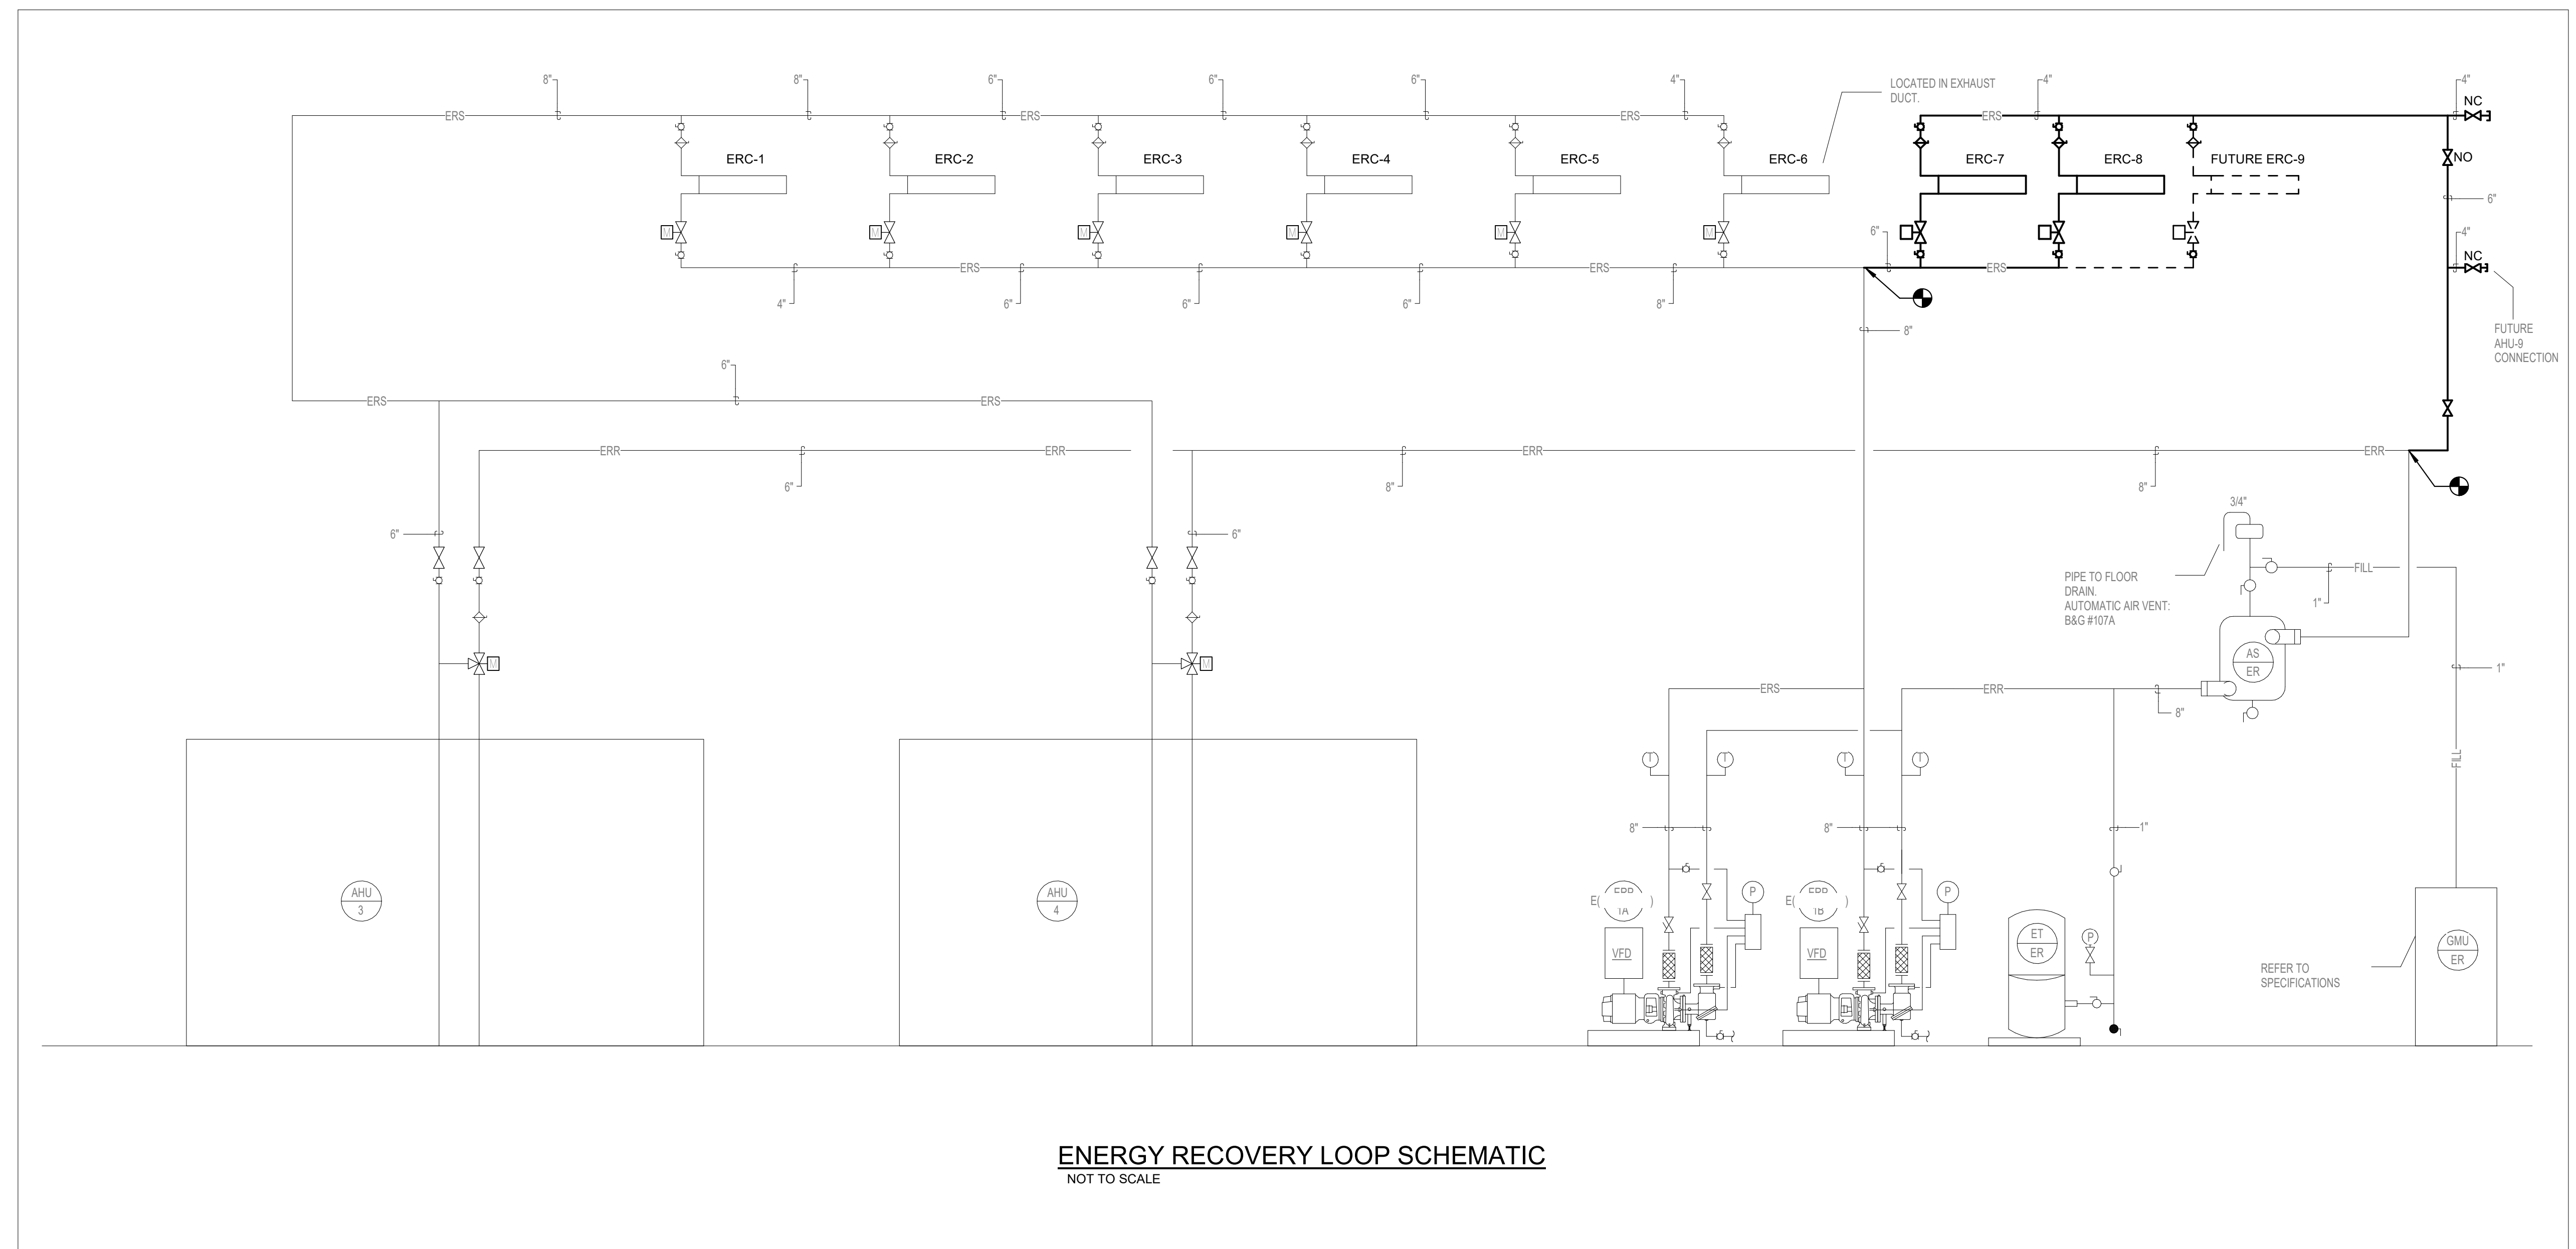 8"
8"
6"
6"
6"
4"
LOCATED IN EXHAUST
DUCT.
4"
4"
NC
ERS
ERS
ERS
ERS
ERC-1
ERC-2
ERC-3
ERC-4
ERC-5
ERC-6
ERC-7
ERC-8
FUTURE ERC-9
NO
6"
M
M
M
M
M
M
6"
4"
NC
ERS
ERS
ERS
4"
6"
6"
6"
8"
8"
FUTURE
AHU-9
CONNECTION
6"
ERS
ERS
ERR
ERR
ERR
ERR
6"
8"
8"
6"
6"
3/4"
PIPE TO FLOOR
DRAIN.
AUTOMATIC AIR VENT:
B&G #107A
FILL
1"
M
M
AS
ER
1"
ERS
ERR
8"
T
T
T
T
FILL
8"
8"
1"
AHU
3
AHU
4
E(
)
1A
P
E(
)
1B
P
VFD
VFD
ET
ER
P
GMU
ER
REFER TO
SPECIFICATIONS
ENERGY RECOVERY LOOP SCHEMATIC
NOT TO SCALE